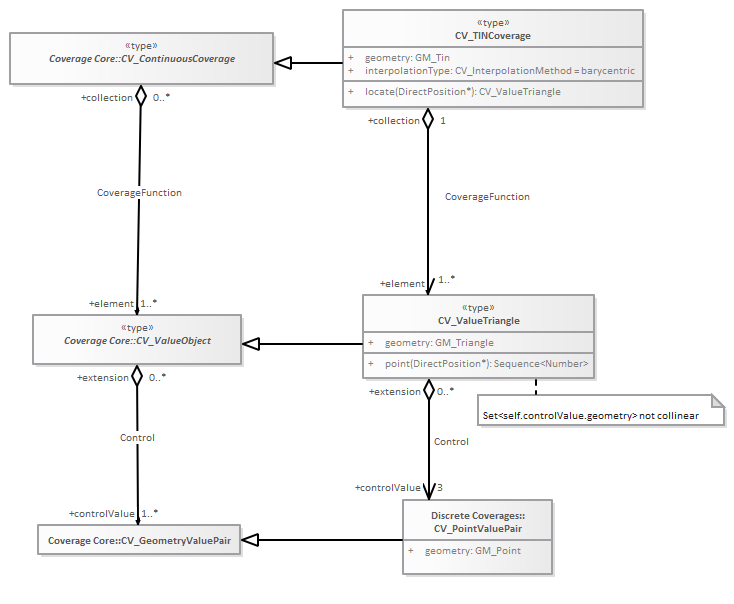 «type»
CV_TINCoverage
+ geometry: GM_Tin
+ interpolationType: CV_InterpolationMethod = barycentric
+ locate(DirectPosition*): CV_ValueTriangle
«type»
Coverage Core::CV_ContinuousCoverage
+collection 0..*
+collection 1
CoverageFunction
CoverageFunction
+element 1..*
+element 1..*
«type»
CV_ValueTriangle
+ geometry: GM_Triangle
+ point(DirectPosition*): Sequence<Number>
«type»
Coverage Core::CV_ValueObject
+extension 0..*
+extension 0..*
Set<self.controlValue.geometry> not collinear
Control
Control
+controlValue 1..*
+controlValue 3
Discrete Coverages::
CV_PointValuePair
+ geometry: GM_Point
Coverage Core::CV_GeometryValuePair